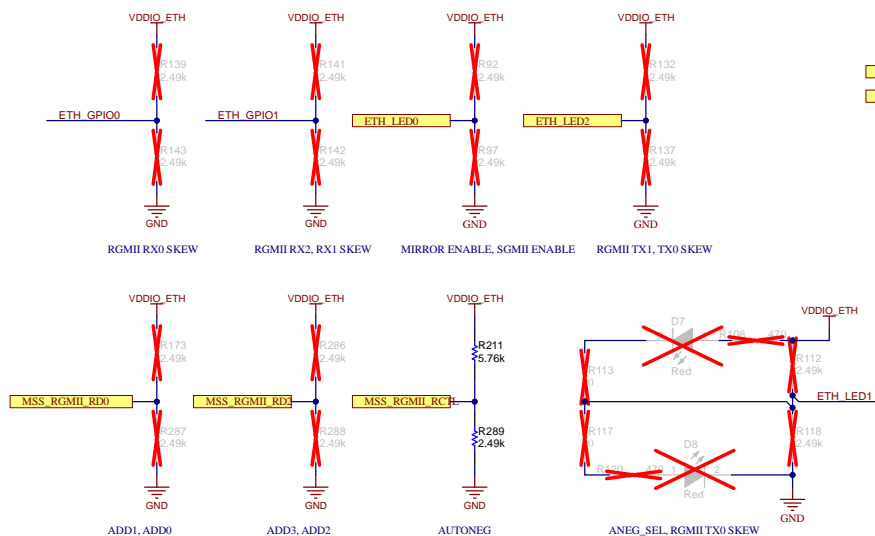 VDDIO_ETH VDDIO_ETH VDDIO_ETH VDDIO_ETH
R139 R141 R92 R132
2.49k 2.49k 2.49k 2.49k
ETH_GPIO0 ETH_GPIO1 ETH_LED0 ETH_LED2
R143 R142 R97 R137
2.49k 2.49k 2.49k 2.49k
GND GND GND GND
RGMII RX0 SKEW RGMII RX2, RX1 SKEW MIRROR ENABLE, SGMII ENABLE RGMII TX1, TX0 SKEW
VDDIO_ETH VDDIO_ETH VDDIO_ETH VDDIO_ETH
D7
R173 R286 R211 R108 470
2.49k 2.49k 5.76k Red R112
R113 2.49k
0
MSS_RGMII_RD0 MSS_RGMII_RD2 MSS_RGMII_RCTL ETH_LED1
R287 R288 R289 R117 D8 R118
2.49k 2.49k 2.49k 0 2.49k
R120 470 1 2
Red
GND GND GND GND
ADD1, ADD0 ADD3, ADD2 AUTONEG ANEG_SEL, RGMII TX0 SKEW